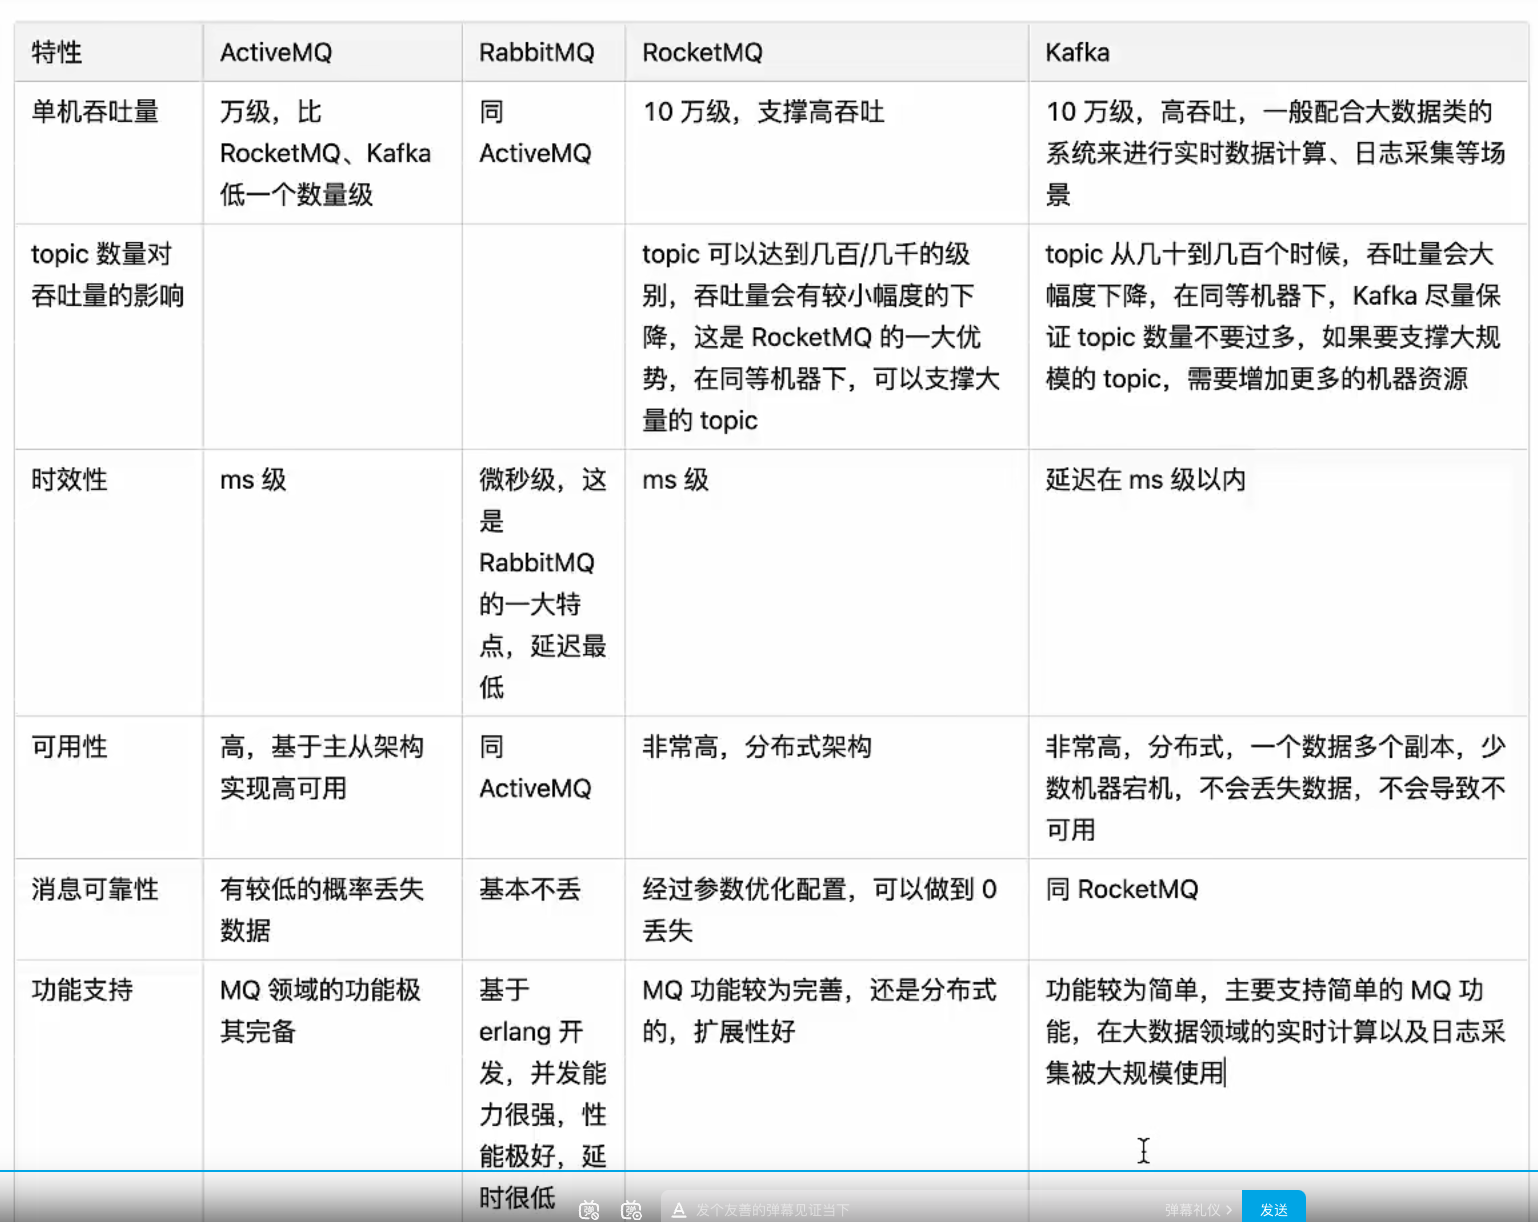 特性
ActiveMQ
RabbitMQ
RocketMQ
Kafka
单机吞吐量
万级，比
RocketMQ、Kafka
低一个数量级
同
ActiveMQ
10 万级，支撑高吞吐
10 万级，高吞吐，一般配合大数据类的
系统来进行实时数据计算、日志采集等场
景
topic 数量对
吞吐量的影响
topic 可以达到几百/几千的级
别，吞吐量会有较小幅度的下
降，这是 RocketMQ 的一大优
势，在同等机器下，可以支撑大
量的 topic
topic 从几十到几百个时候，吞吐量会大
幅度下降，在同等机器下，Kafka 尽量保
证 topic 数量不要过多，如果要支撑大规
模的 topic，需要增加更多的机器资源
时效性
ms 级
微秒级，这
是
RabbitMQ
的一大特
点，延迟最
低
ms 级
延迟在 ms 级以内
可用性
高，基于主从架构
实现高可用
同
ActiveMQ
非常高，分布式架构
非常高，分布式，一个数据多个副本，少
数机器宕机，不会丢失数据，不会导致不
可用
消息可靠性
有较低的概率丢失
数据
基本不丢
经过参数优化配置，可以做到 0
丢失
同 RocketMQ
功能支持
MQ 领域的功能极
其完备
基于
erlang 开
发，并发能
力很强，性
能极好，延
时很低
MQ 功能较为完善，还是分布式
的，扩展性好
功能较为简单，主要支持简单的 MQ 功
能，在大数据领域的实时计算以及日志采
集被大规模使用
发个友善的弹幕见证当下
弹幕礼仪
发送